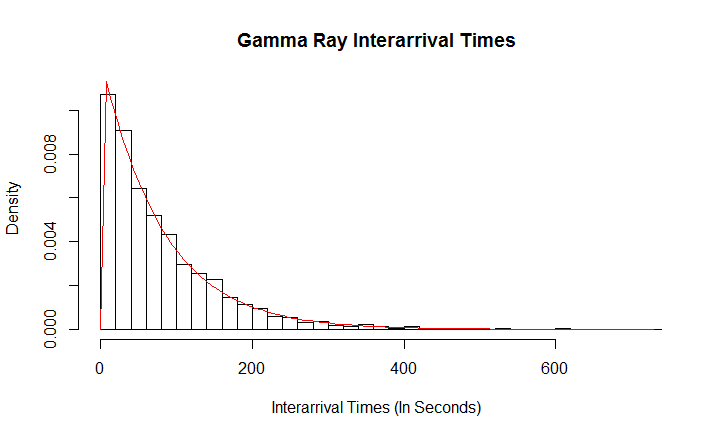 Gamma Ray Interarrival Times
Density
0.008
0.004
0.000
0 200 400 600
Interarrival Times (In Seconds)